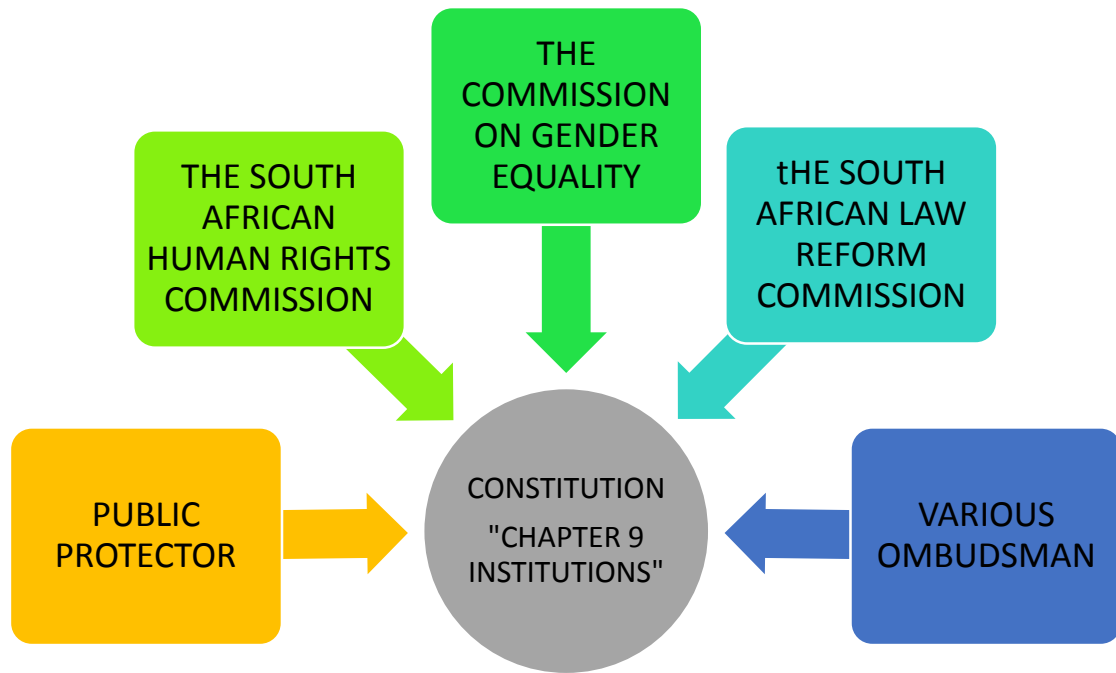 THE
COMMISSION
ON GENDER
EQUALITY
THE SOUTH
AFRICAN
HUMAN RIGHTS
COMMISSION
tHE SOUTH
AFRICAN LAW
REFORM
COMMISSION
PUBLIC
PROTECTOR
CONSTITUTION
"CHAPTER 9
INSTITUTIONS"
VARIOUS
OMBUDSMAN